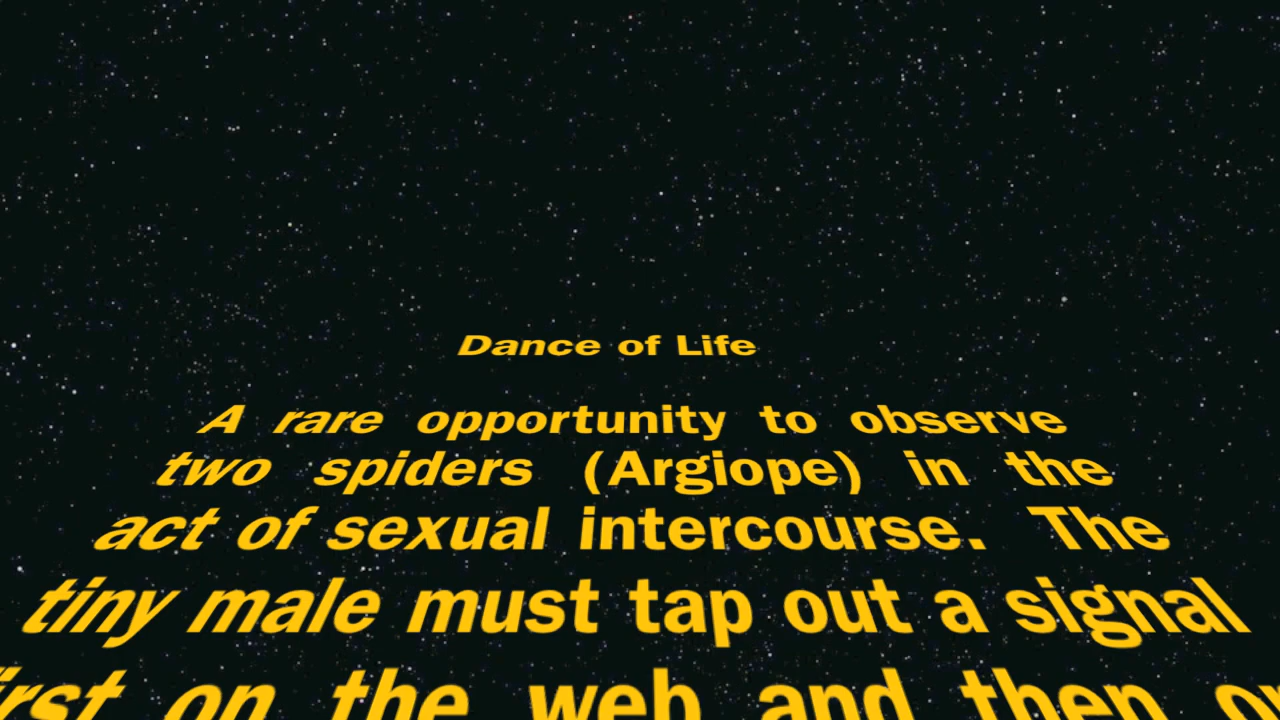 Dance of Life
A rare opportunity to observe
two spiders (Argiope) in the
act of sexual intercourse. The
tiny male must tap out a signal
on the web and then